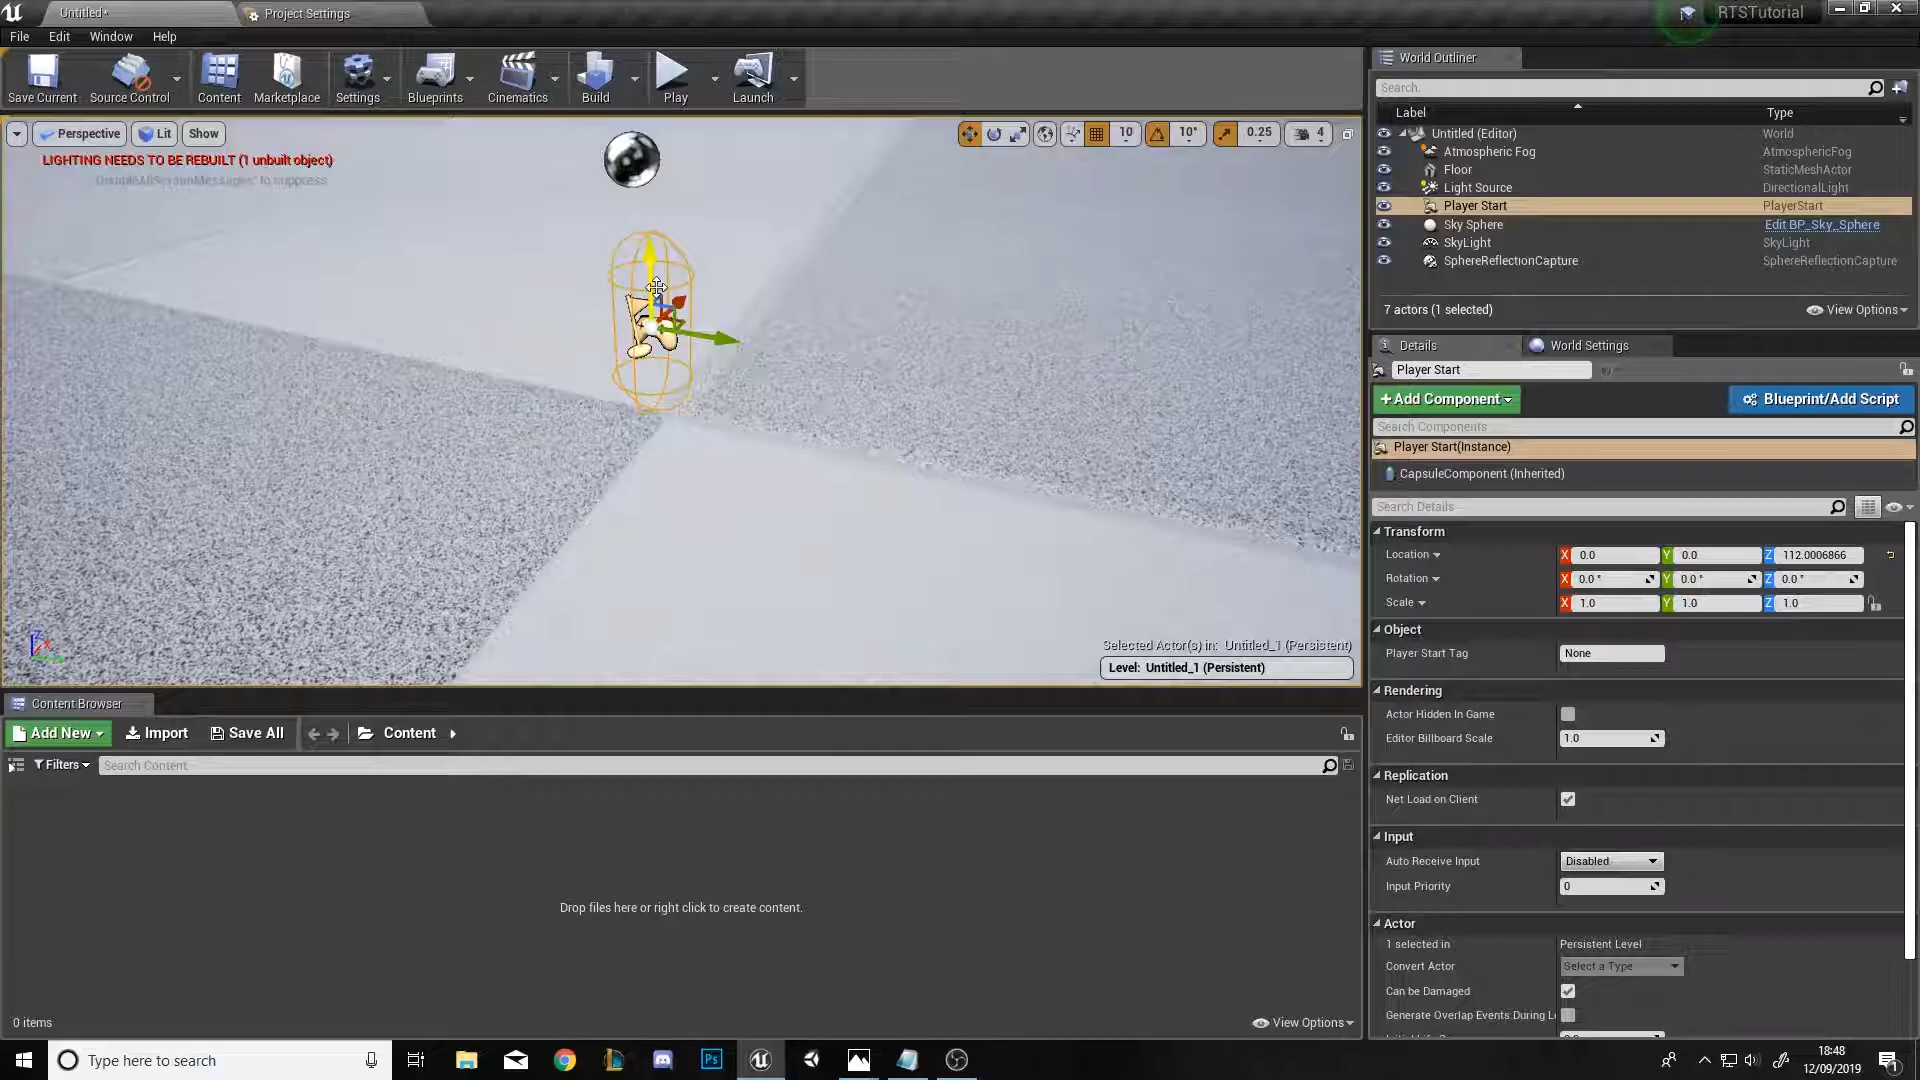 Untitled*
Project Settings
RTSTutorial
File Edit Window Help
Save Current
Source Control
Content
Marketplace
Settings
Blueprints
Cinematics
Build
Play
Launch
Perspective
Lit
Show
10
10°
0.25
4
LIGHTING NEEDS TO BE REBUILT (1 unbuilt object)
'DisableAllScreenMessages' to suppress
Selected Actor(s) in: Untitled_1 (Persistent)
Level: Untitled_1 (Persistent)
World Outliner
Search.
Label Type
Untitled (Editor) World
Atmospheric Fog AtmosphericFog
Floor StaticMeshActor
Light Source DirectionalLight
Player Start PlayerStart
Sky Sphere Edit BP_Sky_Sphere
SkyLight SkyLight
SphereReflectionCapture SphereReflectionCapture
7 actors (1 selected)
View Options
Details
World Settings
Player Start
+Add Component
Blueprint/Add Script
Search Components
Player Start(Instance)
CapsuleComponent (Inherited)
Search Details
Transform
Location X 0.0 Y 0.0 Z 112.0006866
Rotation X 0.0 ° Y 0.0 ° Z 0.0 °
Scale X 1.0 Y 1.0 Z 1.0
Object
Player Start Tag None
Rendering
Actor Hidden In Game
Editor Billboard Scale 1.0
Replication
Net Load on Client
Input
Auto Receive Input Disabled
Input Priority 0
Actor
1 selected in Persistent Level
Convert Actor Select a Type
Can be Damaged
Generate Overlap Events During L
Content Browser
Add New
Import
Save All
Content
Filters
Search Content
Drop files here or right click to create content.
0 items
View Options
Type here to search
Ps
18:48
12/09/2019
1